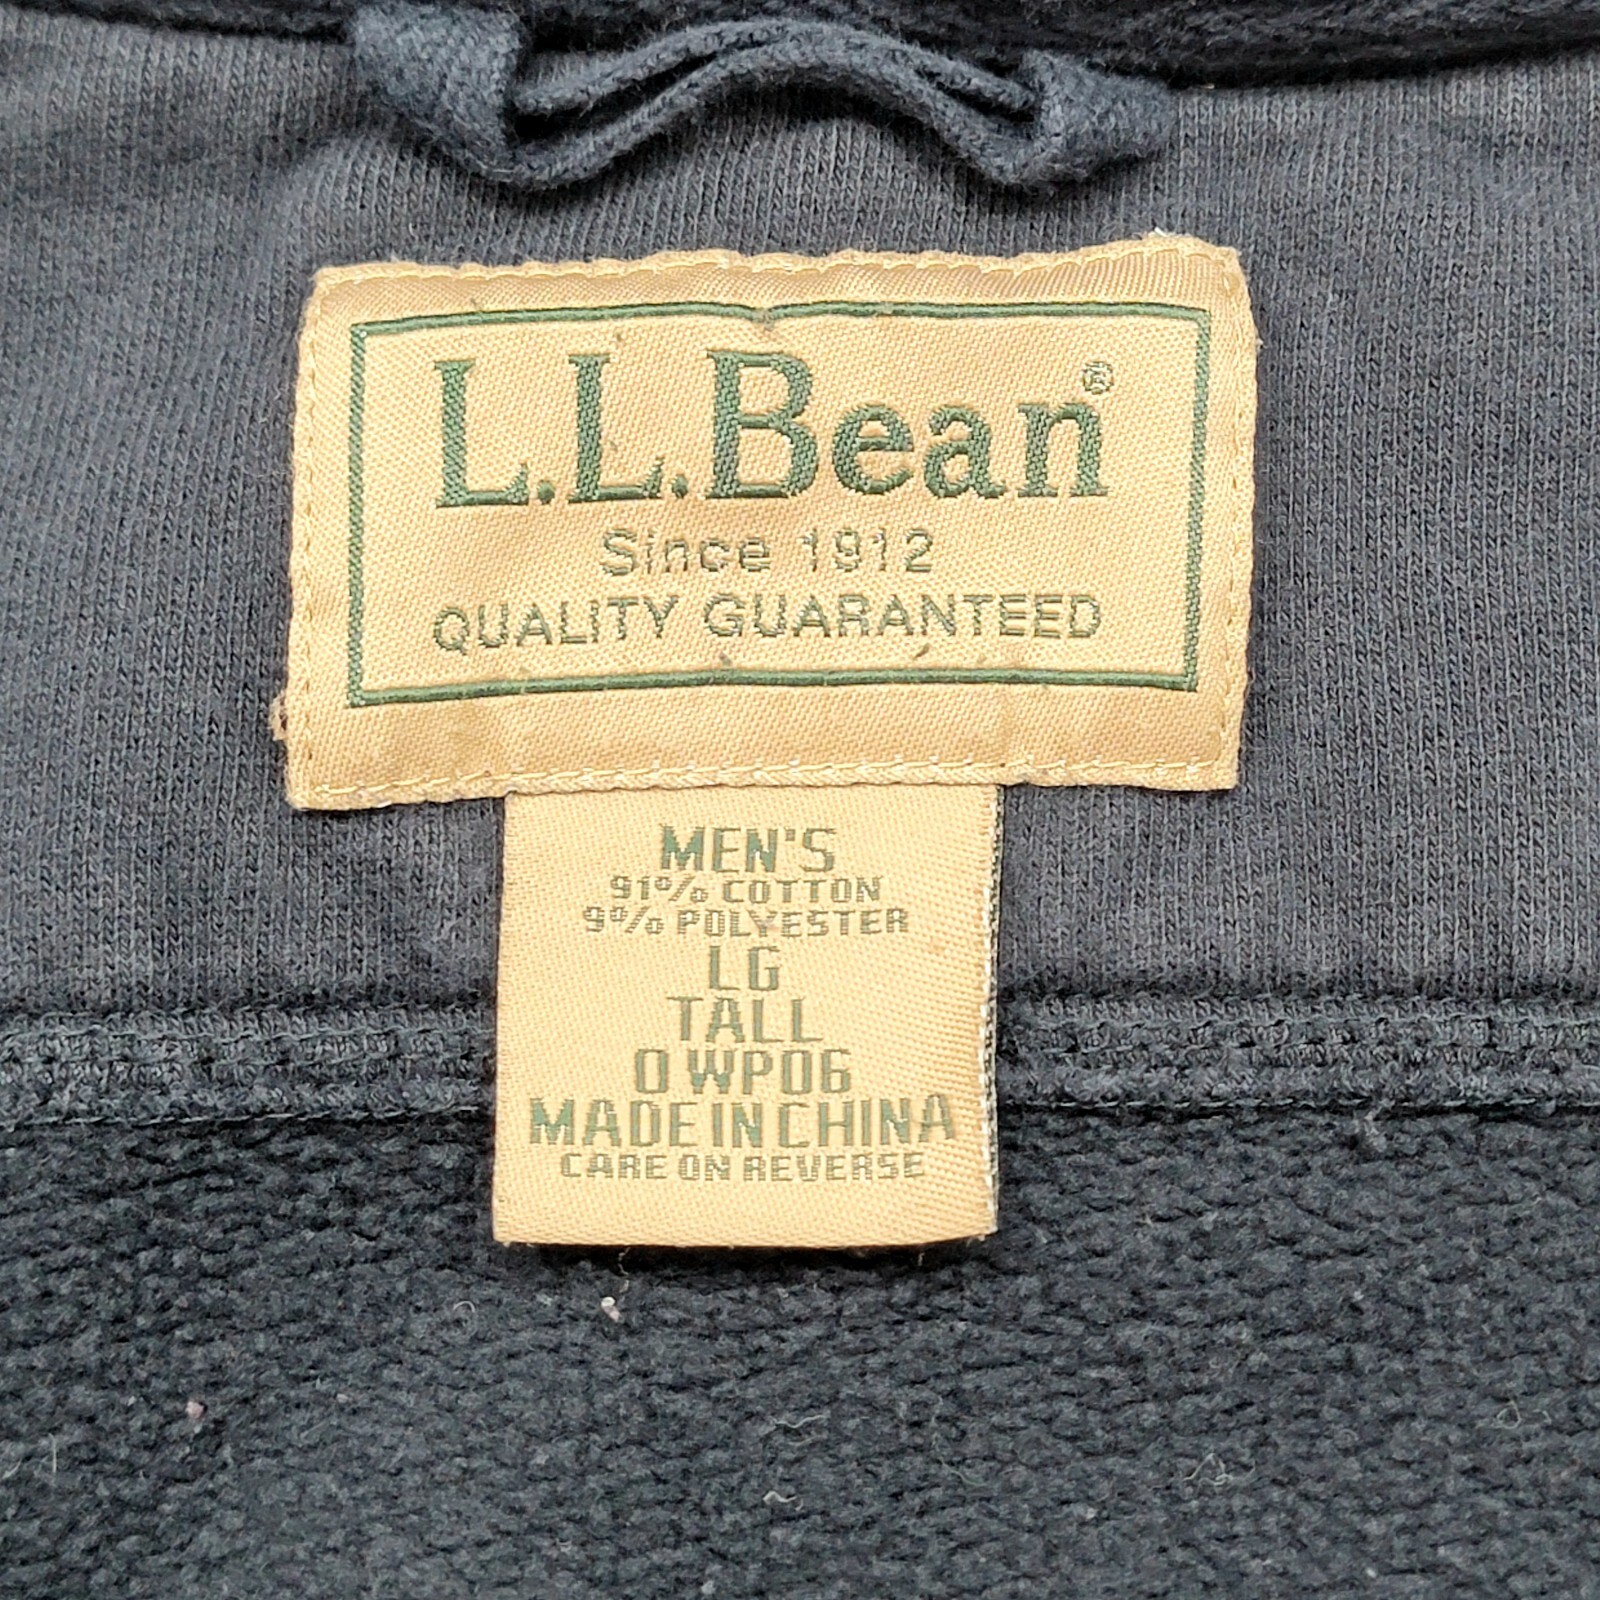 L.L.Bean®
Since 1912
QUALITY GUARANTEED
MEN'S
91% COTTON
9% POLYESTER
LG
TALL
0 WP06
MADE IN CHINA
CARE ON REVERSE